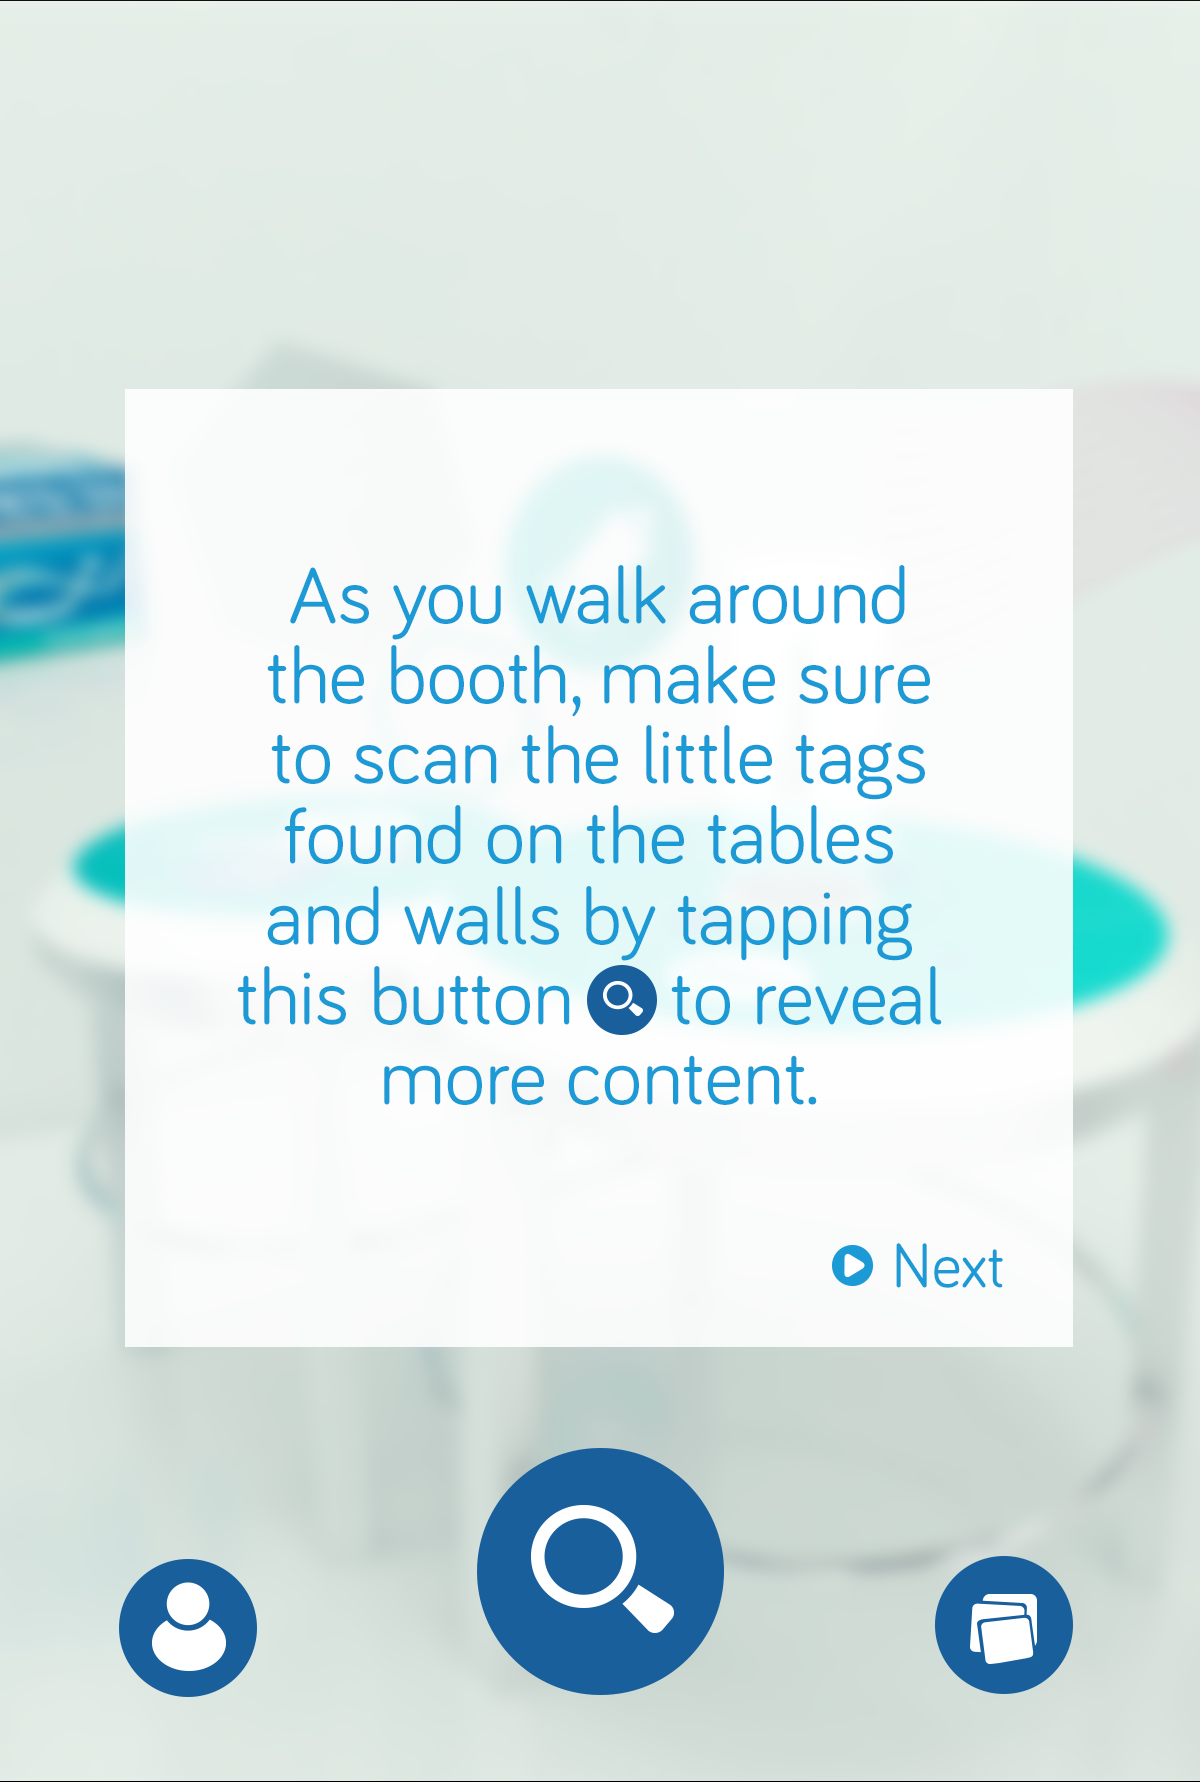 As you walk around
the booth, make sure
to scan the little tags
found on the tables
and walls by tapping
this button to reveal
more content.
Next